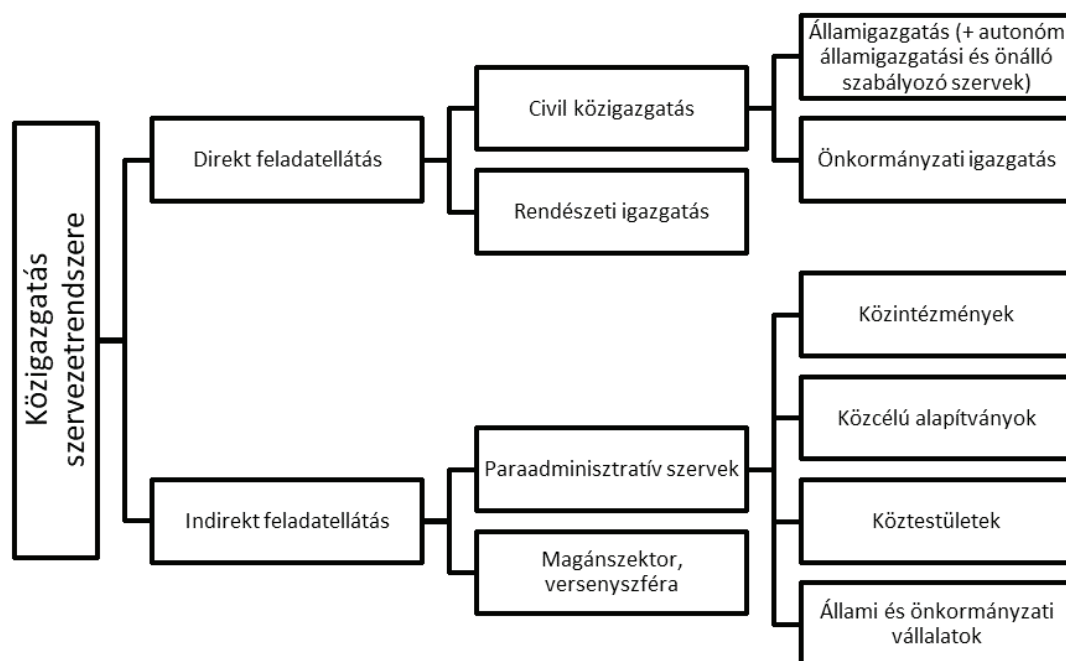 Közigazgatás
szervezetrendszere
Direkt feladatellátás
Civil közigazgatás
Államigazgatás (+ autonóm
államigazgatási és önálló
szabályozó szervek)
Önkormányzati igazgatás
Rendészeti igazgatás
Indirekt feladatellátás
Paraadminisztratív szervek
Közintézmények
Közcélú alapítványok
Köztestületek
Állami és önkormányzati
vállalatok
Magánszektor,
versenyszféra